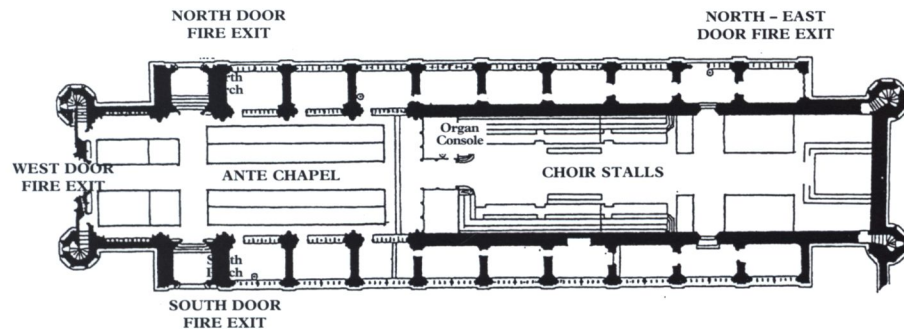 NORTH DOOR
FIRE EXIT
NORTH – EAST
DOOR FIRE EXIT
Organ
Console
WEST DOOR
FIRE EXIT
ANTE CHAPEL
CHOIR STALLS
SOUTH DOOR
FIRE EXIT